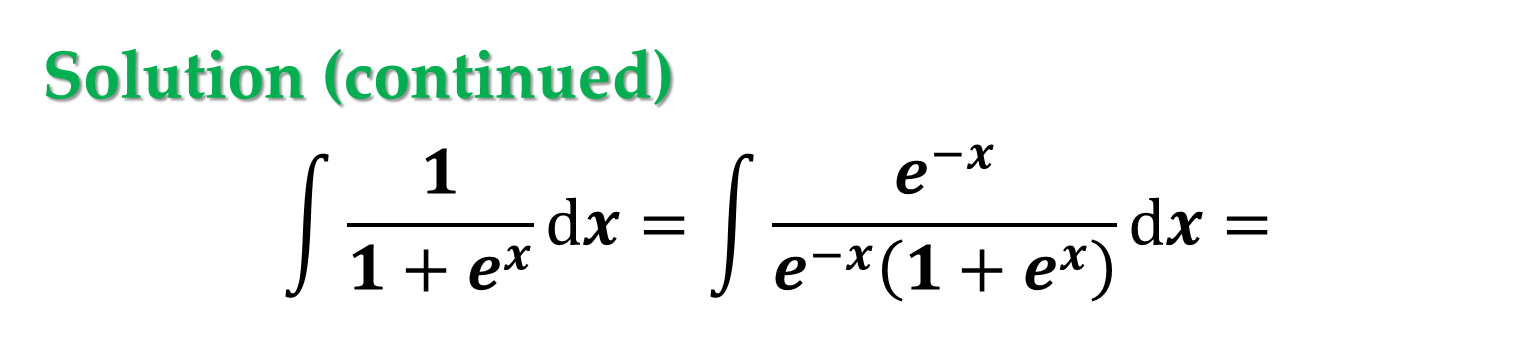 Solution (continued)
∫ 1/(1 + e^x) dx = ∫ e^−x/(e^−x(1 + e^x)) dx =